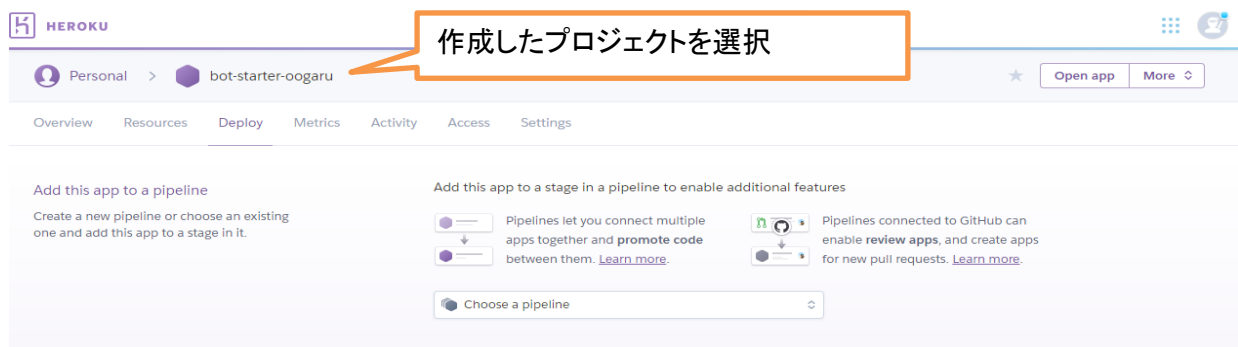 HEROKU
作成したプロジェクトを選択
Personal > bot-starter-oogaru
Open app More
Overview Resources Deploy Metrics Activity Access Settings
Add this app to a pipeline
Create a new pipeline or choose an existing
one and add this app to a stage in it.
Add this app to a stage in a pipeline to enable additional features
Pipelines let you connect multiple
apps together and promote code
between them. Learn more.
Pipelines connected to GitHub can
enable review apps, and create apps
for new pull requests. Learn more.
Choose a pipeline